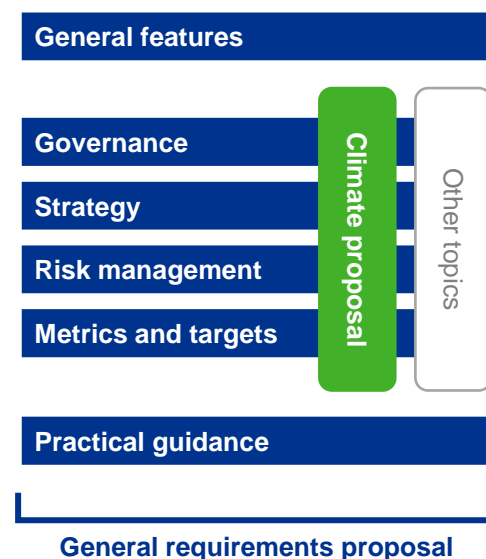 General features
Governance
Strategy
Risk management
Metrics and targets
Climate proposal
Other topics
Practical guidance
General requirements proposal